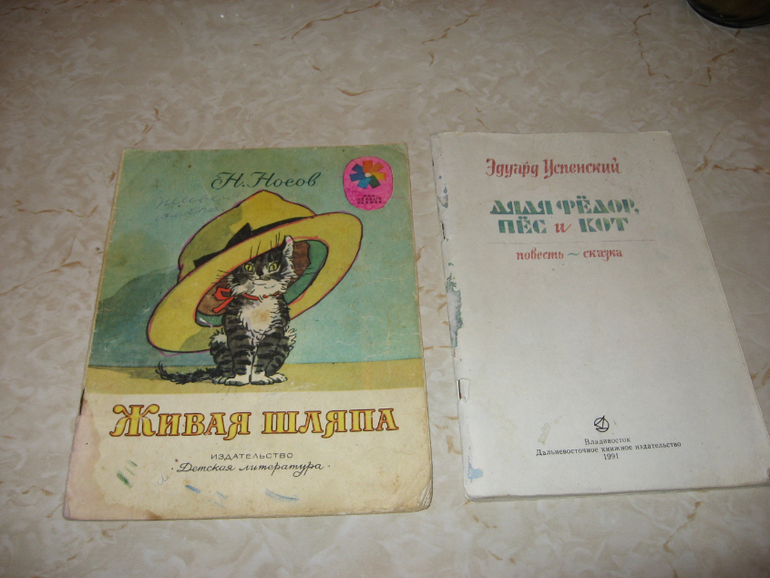 Н. Носов
Живая шляпа
ИЗДАТЕЛЬСТВО
·Детская литература·
Эдуард Успенский
ДЯДЯ ФЁДОР,
ПЁС и КОТ
повесть ~ сказка
Владивосток
Дальневосточное книжное издательство
1991